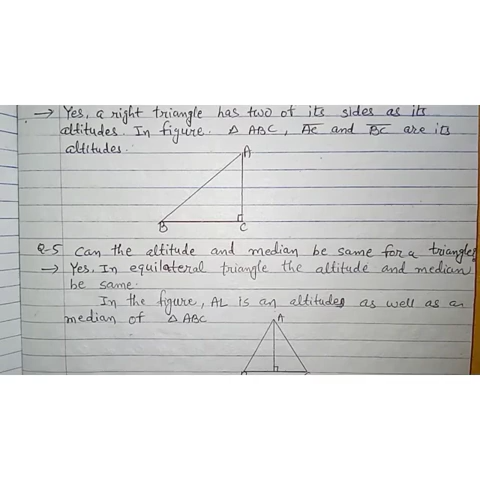 → Yes, a right triangle has two of its sides as its
altitudes. In figure. Δ ABC, AC and BC are its
altitudes.
A
B
C
Q-5 Can the altitude and median be same for a triangle
→ Yes. In equilateral triangle the altitude and median
be same.
In the figure, AL is an altitudes as well as an
median of Δ ABC
A